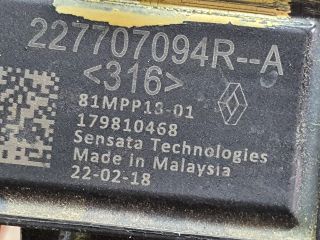 227707094R--A
<316>
81MPP13-01
179810468
Sensata Technologies
Made in Malaysia
22-02-18